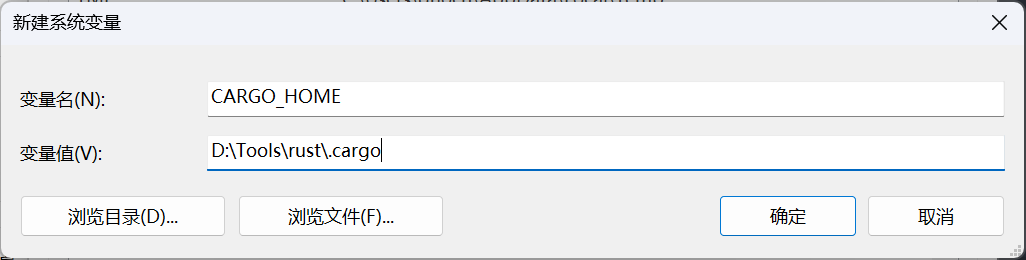 新建系统变量
变量名(N):
CARGO_HOME
变量值(V):
D:\Tools\rust\.cargo
浏览目录(D)...
浏览文件(F)...
确定
取消